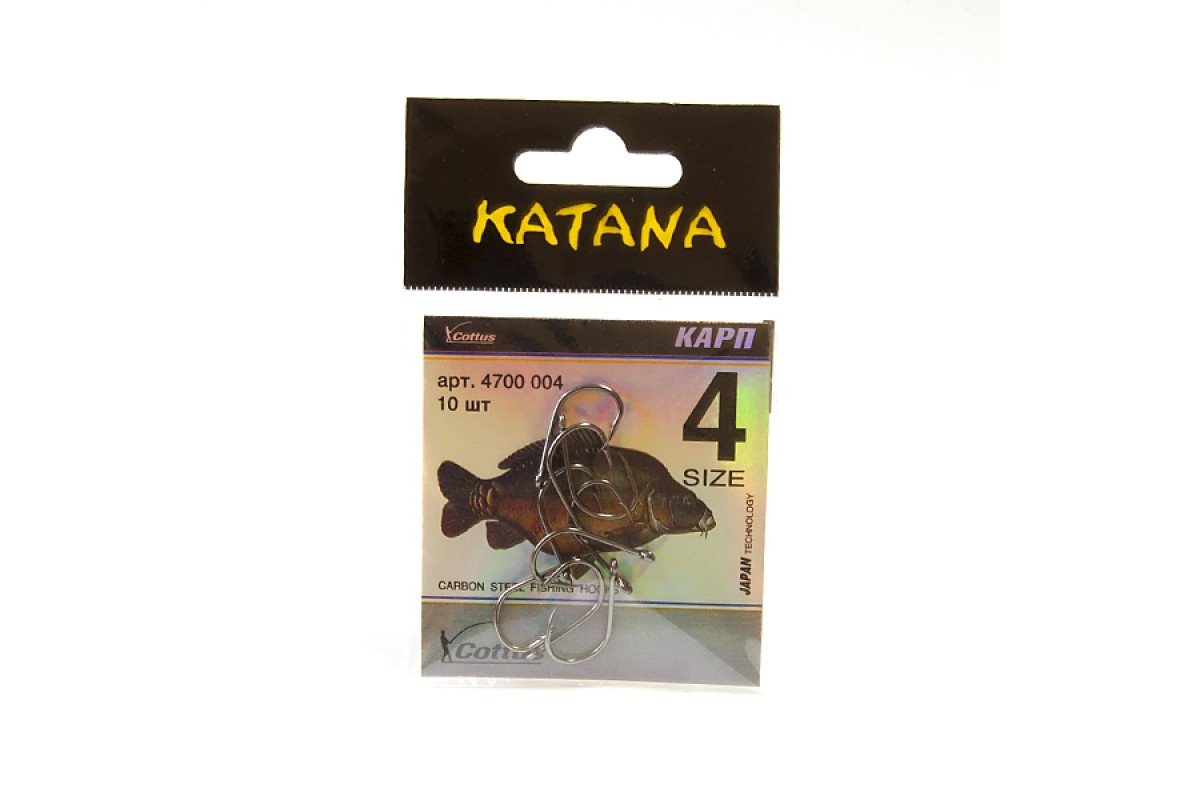 KATANA
Cottus
КАРП
арт. 4700 004
10 шт
4
SIZE
JAPAN TECHNOLOGY
CARBON STEEL FISHING HOOKS
Cottus